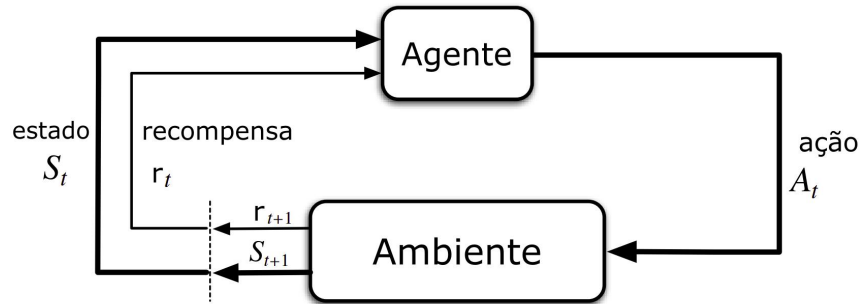 Agente
estado
S_t
recompensa
r_t
ação
A_t
r_{t+1}
S_{t+1}
Ambiente